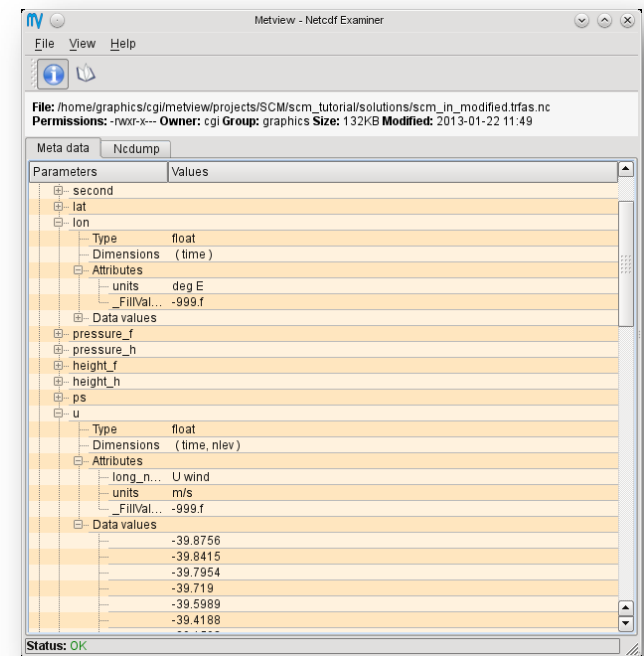 Metview - Netcdf Examiner
File View Help
File: /home/graphics/cgi/metview/projects/SCM/scm_tutorial/solutions/scm_in_modified.trfas.nc
Permissions: -rwxr-x--- Owner: cgi Group: graphics Size: 132KB Modified: 2013-01-22 11:49
Meta data Ncdump
Parameters Values
second
lat
lon
Type float
Dimensions (time)
Attributes
units deg E
_FillVal... -999.f
Data values
pressure_f
pressure_h
height_f
height_h
ps
u
Type float
Dimensions (time, nlev)
Attributes
long_n... U wind
units m/s
_FillVal... -999.f
Data values
-39.8756
-39.8415
-39.7954
-39.719
-39.5989
-39.4188
Status: OK